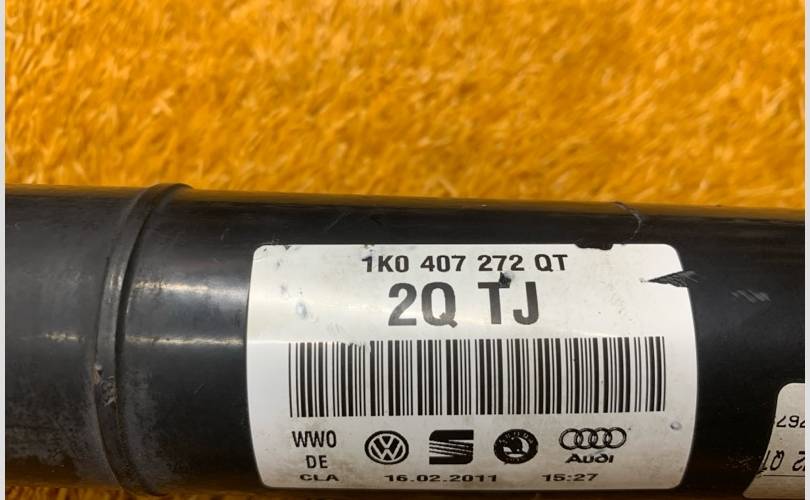 1K0 407 272 QT
2Q TJ
WWO
DE
CLA
16.02.2011 15:27
Audi